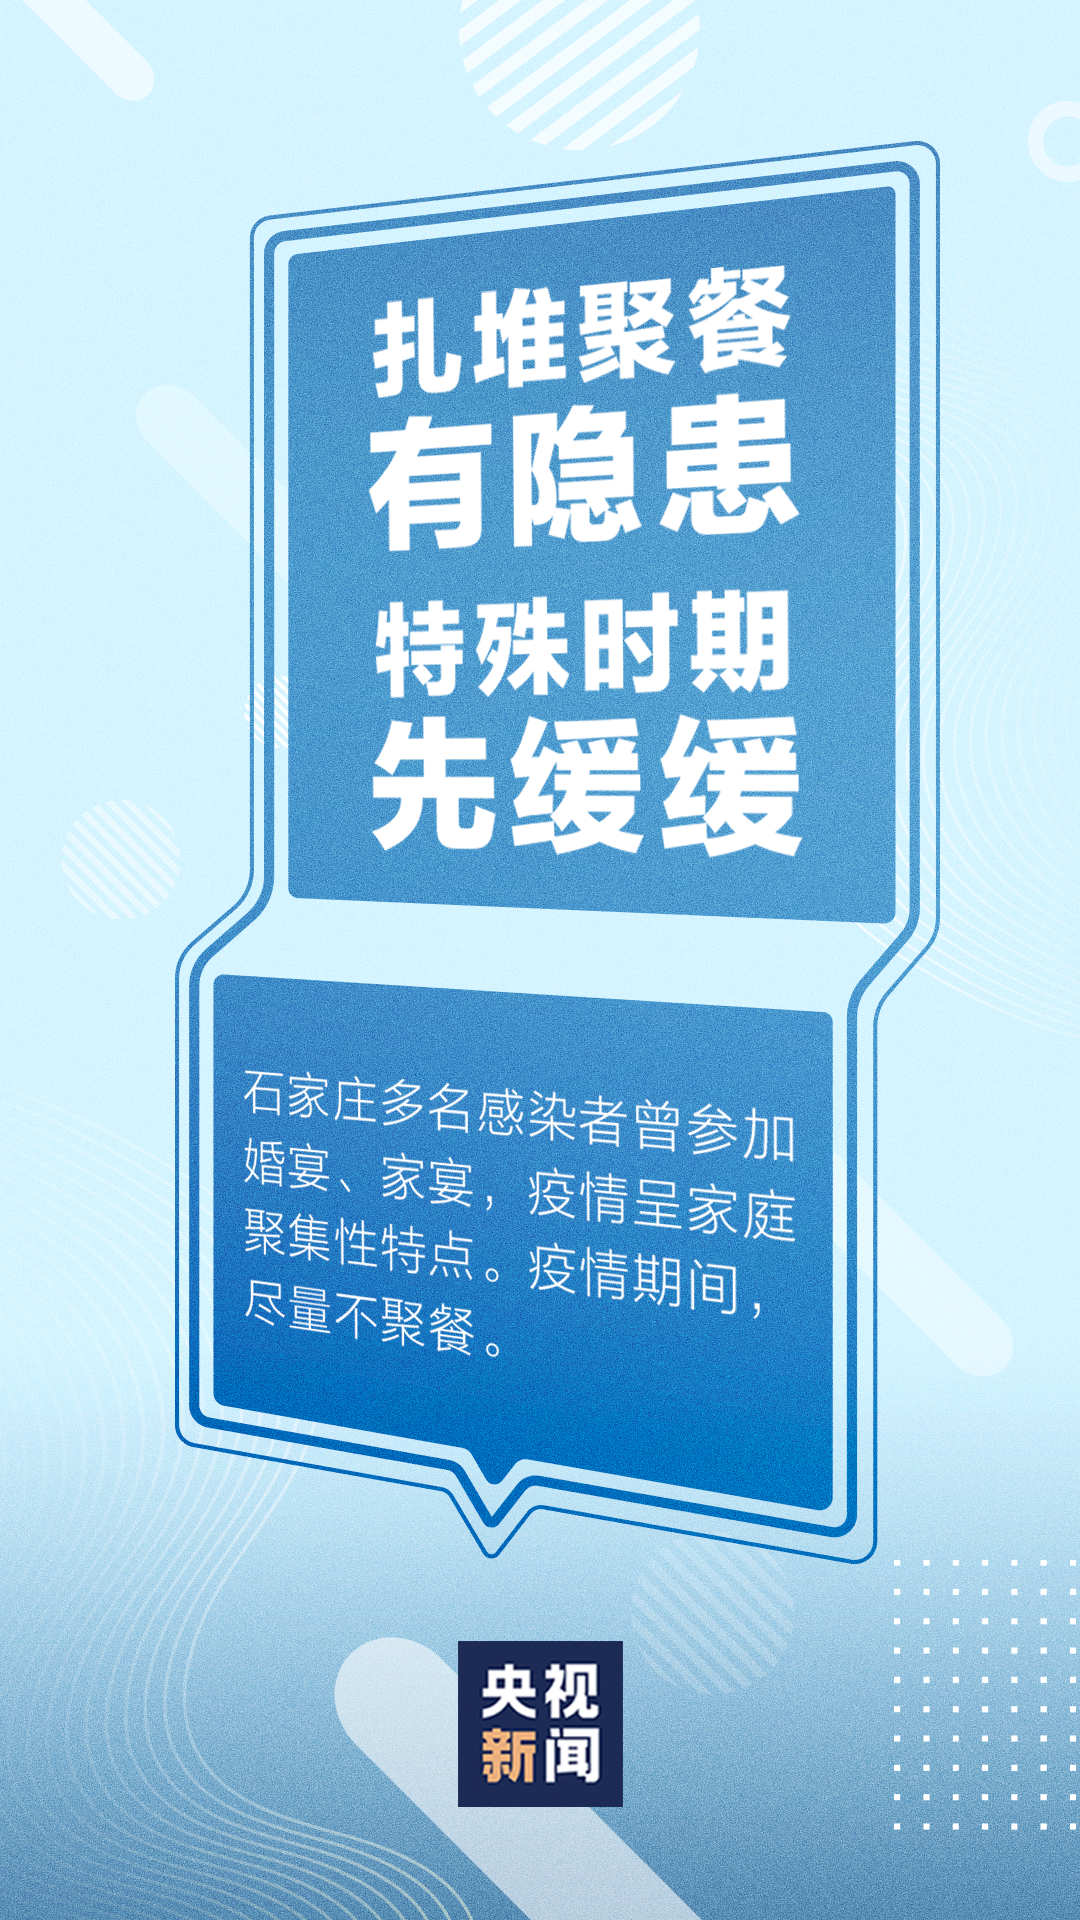 扎堆聚餐
有隐患
特殊时期
先缓缓
石家庄多名感染者曾参加
婚宴、家宴，疫情呈家庭
聚集性特点。疫情期间，
尽量不聚餐。
央视
新闻